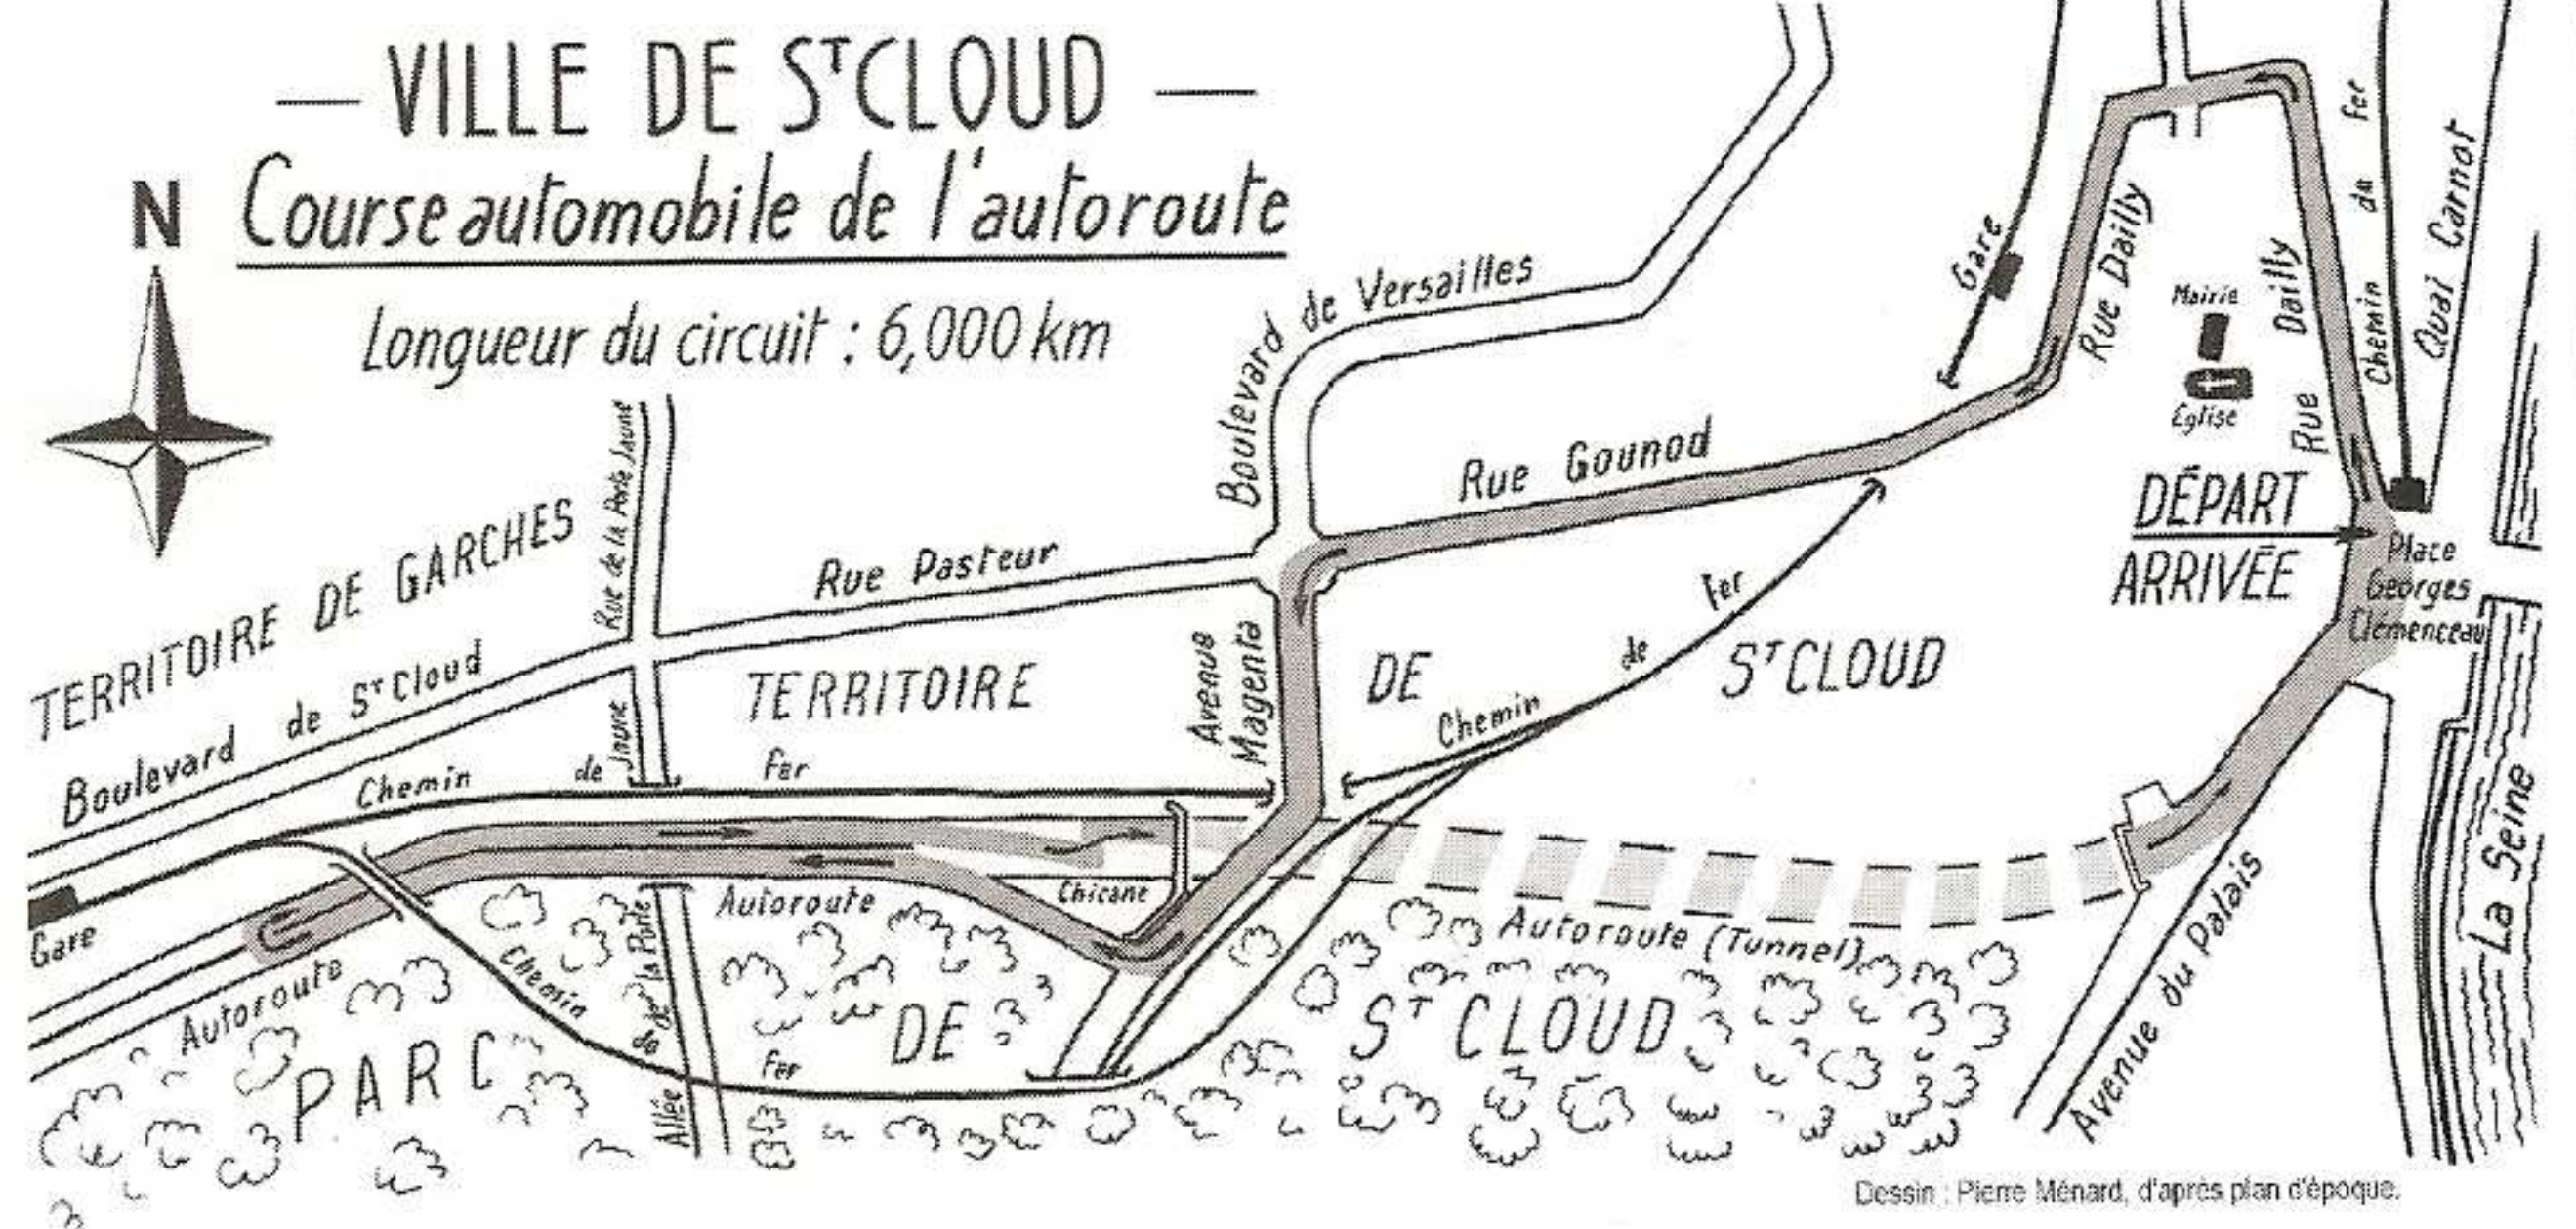 — VILLE DE STCLOUD —
Course automobile de l'autoroute
Longueur du circuit : 6,000 km
N
TERRITOIRE DE GARCHES
Boulevard de St Cloud
Rue de la Porte Jaune
Rue Pasteur
Boulevard de Versailles
Rue Gounod
Gare
Rue Dailly
Mairie
Eglise
Rue Dailly
Chemin de Fer
Quai Carnot
DÉPART
ARRIVÉE
Place
Georges
Clémenceau
TERRITOIRE DE ST CLOUD
Avenue
Magenta
Chemin de Fer
Chemin de Fer
Jaune
Gare
Autoroute
Autoroute
Chicane
Autoroute (Tunnel)
Chemin
Fer
Allée de la Porte
PARC DE ST CLOUD
Avenue du Palais
La Seine
Dessin : Pierre Ménard, d'après plan d'époque.